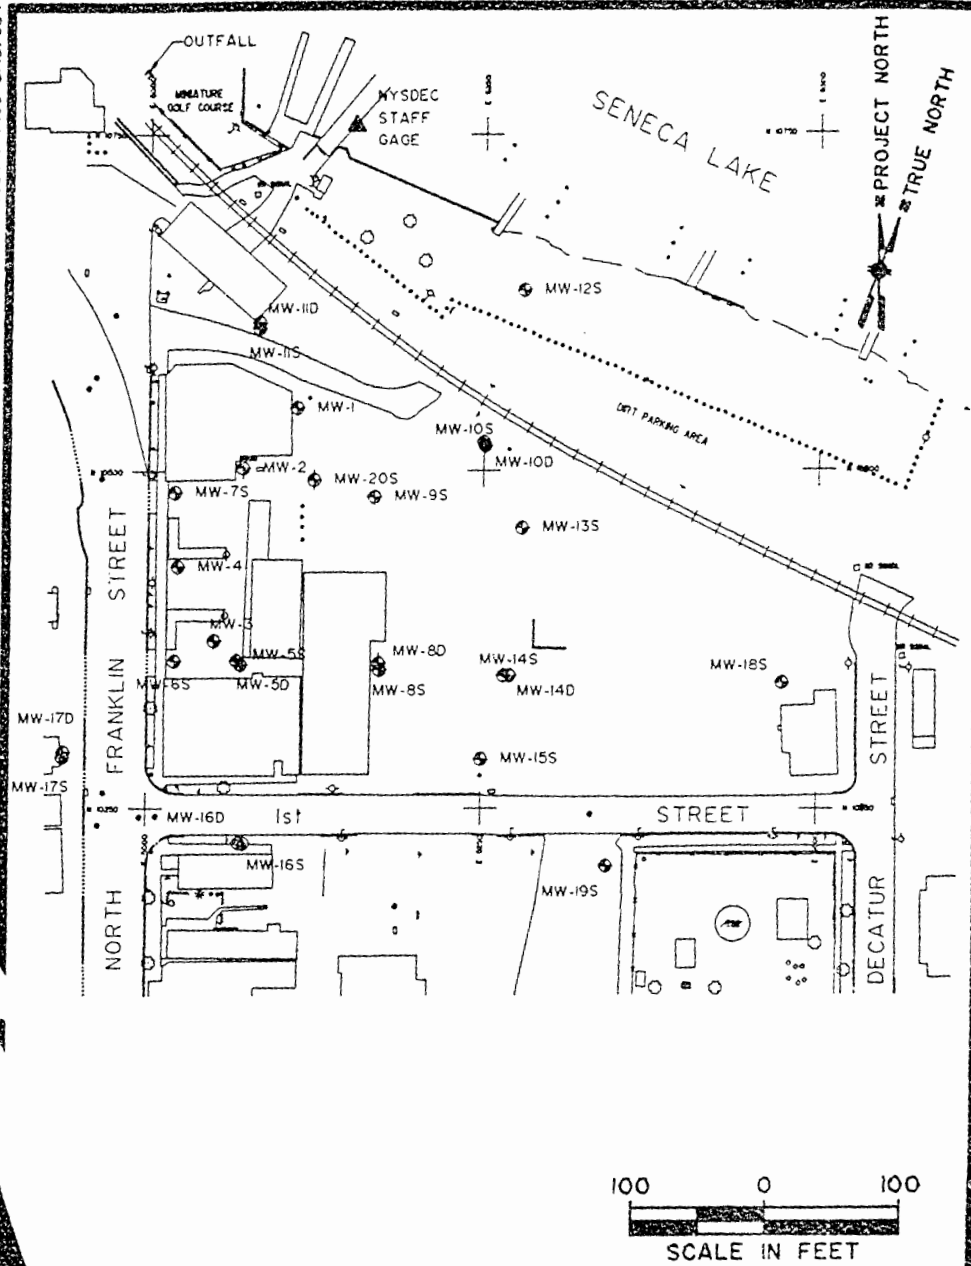 OUTFALL
MINIATURE
GOLF COURSE
NYSDEC
STAFF
GAGE
SENECA LAKE
N PROJECT NORTH
N TRUE NORTH
N 10750
MW-12S
MW-11D
MW-11S
MW-1
DIRT PARKING AREA
MW-10S
MW-10D
MW-2
MW-20S
MW-7S
MW-9S
MW-13S
MW-4
MW-3
MW-5S
MW-5D
MW-6S
MW-8D
MW-8S
MW-14S
MW-14D
MW-18S
MW-17D
MW-17S
MW-15S
N 10250
MW-16D
1st STREET
MW-16S
MW-19S
NORTH FRANKLIN STREET
DECATUR STREET
100 0 100
SCALE IN FEET